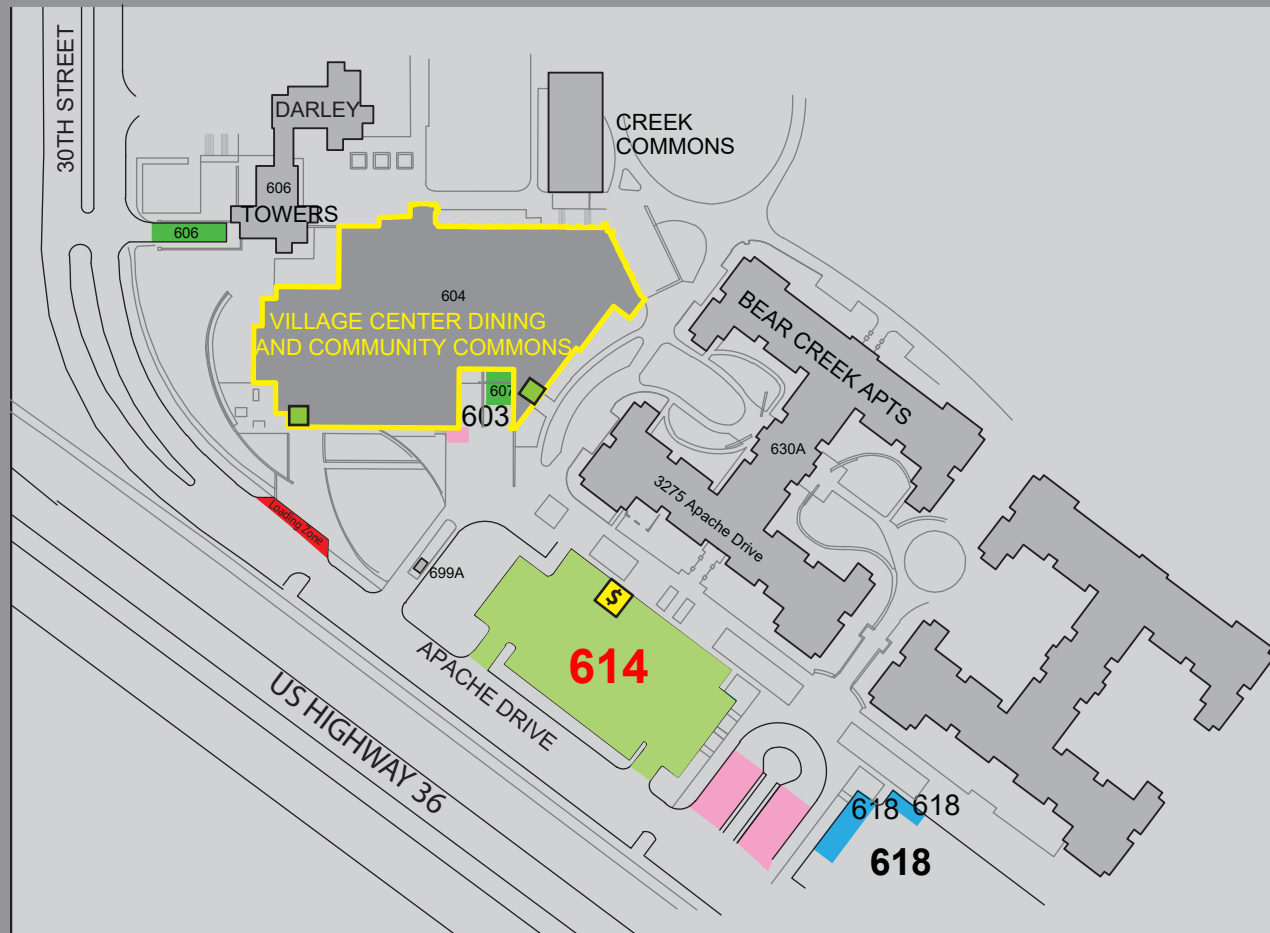 30TH STREET
DARLEY
CREEK
COMMONS
606
TOWERS
606
604
VILLAGE CENTER DINING
AND COMMUNITY COMMONS
BEAR CREEK APTS
607
603
630A
3275 Apache Drive
Loading Zone
699A
$
614
APACHE DRIVE
US HIGHWAY 36
618
618
618